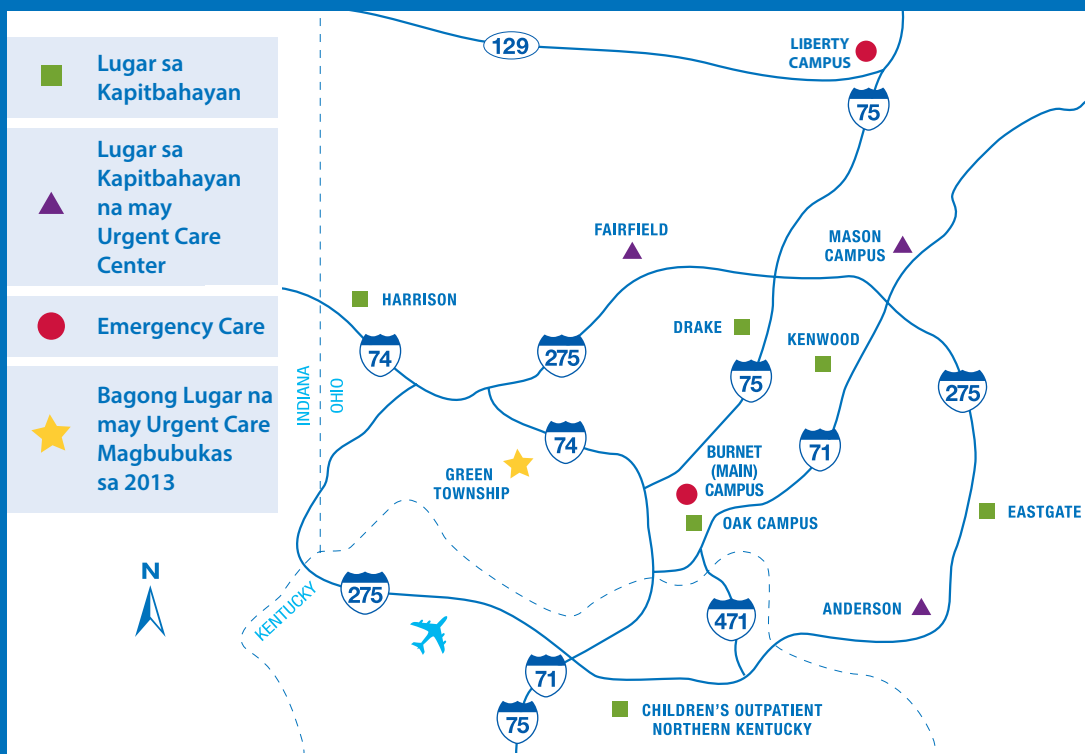 Lugar sa
Kapitbahayan
Lugar sa
Kapitbahayan
na may
Urgent Care
Center
Emergency Care
Bagong Lugar na
may Urgent Care
Magbubukas
sa 2013
N
129
LIBERTY
CAMPUS
75
FAIRFIELD
MASON
CAMPUS
HARRISON
DRAKE
KENWOOD
74
275
75
275
INDIANA
OHIO
74
71
GREEN
TOWNSHIP
BURNET
(MAIN)
CAMPUS
OAK CAMPUS
EASTGATE
KENTUCKY
275
471
ANDERSON
71
75
CHILDREN'S OUTPATIENT
NORTHERN KENTUCKY